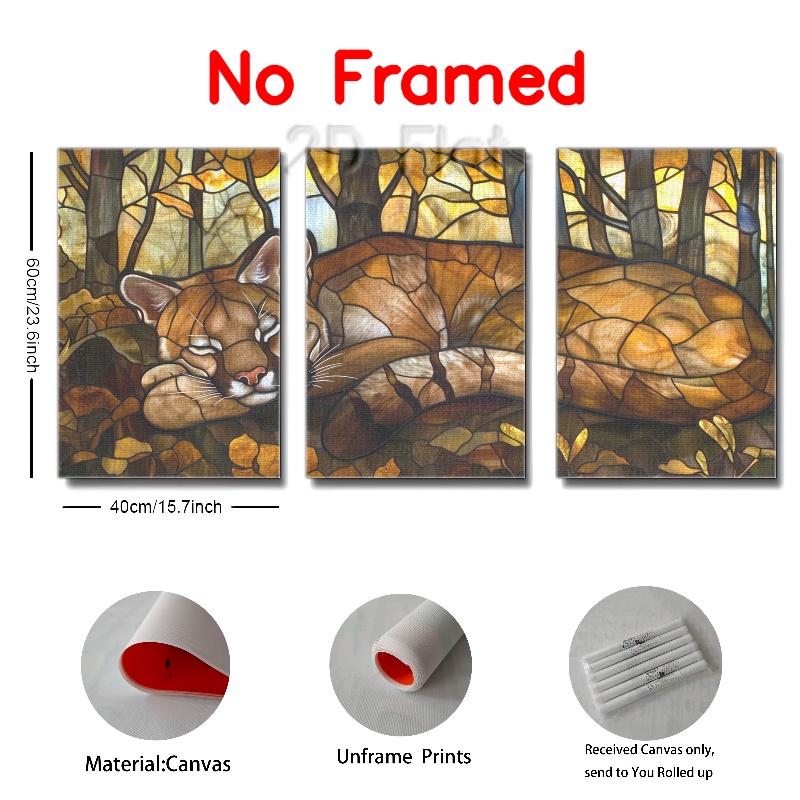 No Framed
2D Flat
60cm/23.6inch
40cm/15.7inch
Material:Canvas
Unframe Prints
Received Canvas only,
send to You Rolled up